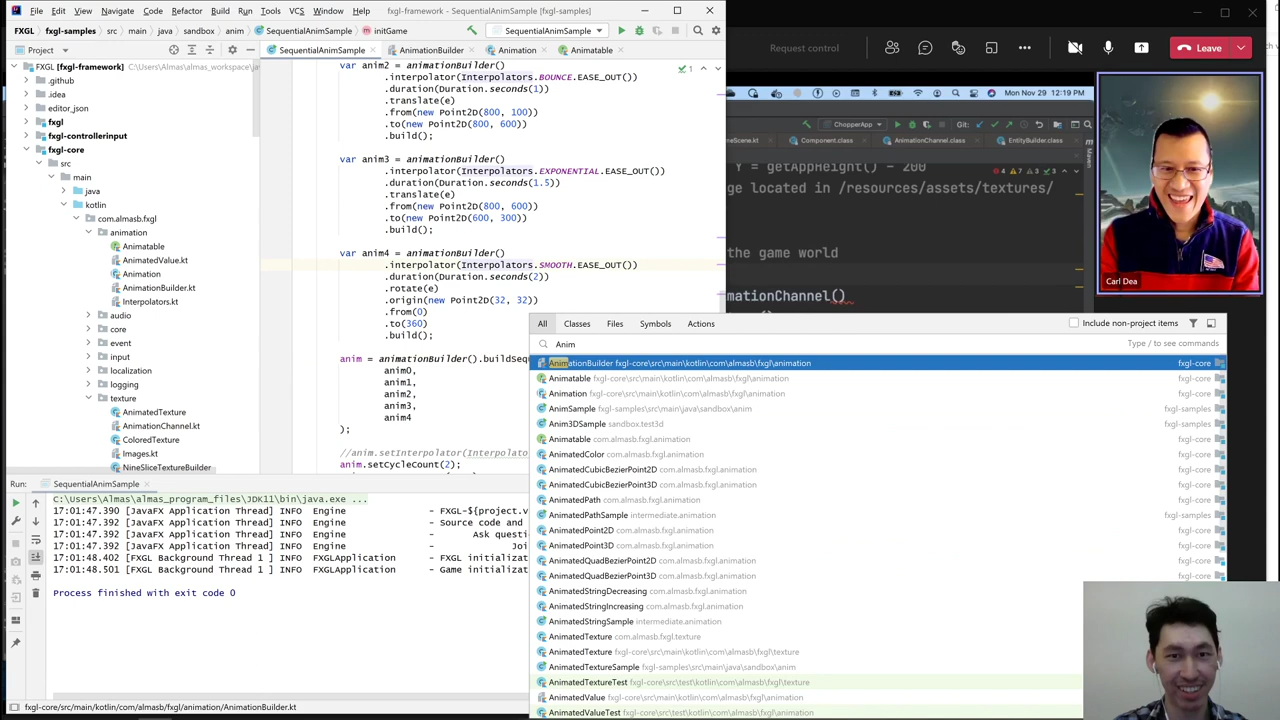 File Edit View Navigate Code Refactor Build Run Tools VCS Window Help fxgl-framework - SequentialAnimSample [fxgl-samples]
FXGL fxgl-samples src main java sandbox anim SequentialAnimSample initGame
SequentialAnimSample
Project
SequentialAnimSample
AnimationBuilder
Animation
Animatable
FXGL [fxgl-framework] C:\Users\Almas\almas_workspace\jav
.github
.idea
editor_json
fxgl
fxgl-controllerinput
fxgl-core
src
main
java
kotlin
com.almasb.fxgl
animation
Animatable
AnimatedValue.kt
Animation
AnimationBuilder.kt
Interpolators.kt
audio
core
event
input
localization
logging
texture
AnimatedTexture
AnimationChannel.kt
ColoredTexture
Images.kt
NineSliceTextureBuilder
1
var anim2 = animationBuilder()
.interpolator(Interpolators.BOUNCE.EASE_OUT())
.duration(Duration.seconds(1))
.translate(e)
.from(new Point2D(800, 100))
.to(new Point2D(800, 600))
.build();
var anim3 = animationBuilder()
.interpolator(Interpolators.EXPONENTIAL.EASE_OUT())
.duration(Duration.seconds(1.5))
.translate(e)
.from(new Point2D(800, 600))
.to(new Point2D(600, 300))
.build();
var anim4 = animationBuilder()
.interpolator(Interpolators.SMOOTH.EASE_OUT())
.duration(Duration.seconds(2))
.rotate(e)
.origin(new Point2D(32, 32))
.from(0)
.to(360)
.build();
anim = animationBuilder().buildSequ
anim0,
anim1,
anim2,
anim3,
anim4
);
//anim.setInterpolator(Interpolato
anim.setCycleCount(2);
Run: SequentialAnimSample
C:\Users\Almas\almas_program_files\JDK11\bin\java.exe ...
17:01:47.390 [JavaFX Application Thread] INFO Engine - FXGL-${project.v
17:01:47.392 [JavaFX Application Thread] INFO Engine - Source code and
17:01:47.392 [JavaFX Application Thread] INFO Engine - Ask questi
17:01:47.392 [JavaFX Application Thread] INFO Engine - Joi
17:01:48.402 [FXGL Background Thread 1 ] INFO FXGLApplication - FXGL initializat
17:01:48.501 [FXGL Background Thread 1 ] INFO FXGLApplication - Game initializat
Process finished with exit code 0
fxgl-core/src/main/kotlin/com/almasb/fxgl/animation/AnimationBuilder.kt
Request control
Leave
Mon Nov 29 12:19 PM
ChopperApp
Git:
Component.class
AnimationChannel.class
EntityBuilder.class
Y = getAppHeight() - 200
4 7 3 3
Maven
ge located in /resources/assets/textures/
the game world
mationChannel()
Carl Dea
All Classes Files Symbols Actions
Include non-project items
Anim
Type / to see commands
AnimationBuilder fxgl-core\src\main\kotlin\com\almasb\fxgl\animation fxgl-core
Animatable fxgl-core\src\main\kotlin\com\almasb\fxgl\animation fxgl-core
Animation fxgl-core\src\main\kotlin\com\almasb\fxgl\animation fxgl-core
AnimSample fxgl-samples\src\main\java\sandbox\anim fxgl-samples
Anim3DSample sandbox.test3d fxgl-samples
Animatable com.almasb.fxgl.animation fxgl-core
AnimatedColor com.almasb.fxgl.animation fxgl-core
AnimatedCubicBezierPoint2D com.almasb.fxgl.animation fxgl-core
AnimatedCubicBezierPoint3D com.almasb.fxgl.animation fxgl-core
AnimatedPath com.almasb.fxgl.animation fxgl-core
AnimatedPathSample intermediate.animation fxgl-samples
AnimatedPoint2D com.almasb.fxgl.animation fxgl-core
AnimatedPoint3D com.almasb.fxgl.animation fxgl-core
AnimatedQuadBezierPoint2D com.almasb.fxgl.animation fxgl-core
AnimatedQuadBezierPoint3D com.almasb.fxgl.animation fxgl-core
AnimatedStringDecreasing com.almasb.fxgl.animation
AnimatedStringIncreasing com.almasb.fxgl.animation
AnimatedStringSample intermediate.animation
AnimatedTexture com.almasb.fxgl.texture
AnimatedTexture fxgl-core\src\main\kotlin\com\almasb\fxgl\texture
AnimatedTextureSample fxgl-samples\src\main\java\sandbox\anim
AnimatedTextureTest fxgl-core\src\test\kotlin\com\almasb\fxgl\texture
AnimatedValue fxgl-core\src\main\kotlin\com\almasb\fxgl\animation
AnimatedValueTest fxgl-core\src\test\kotlin\com\almasb\fxgl\animation